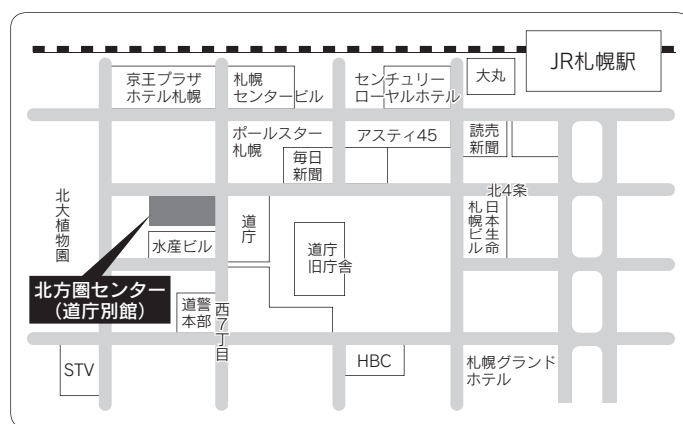 JR札幌駅
京王プラザ
ホテル札幌
札幌
センタービル
センチュリー
ローヤルホテル
大丸
ポールスター
札幌
アスティ45
読売
新聞
毎日
新聞
北4条
北大植物園
道庁
水産ビル
道庁
旧庁舎
日本生命
札幌ビル
北方圏センター
(道庁別館)
道警
本部
西7丁目
STV
HBC
札幌グランド
ホテル